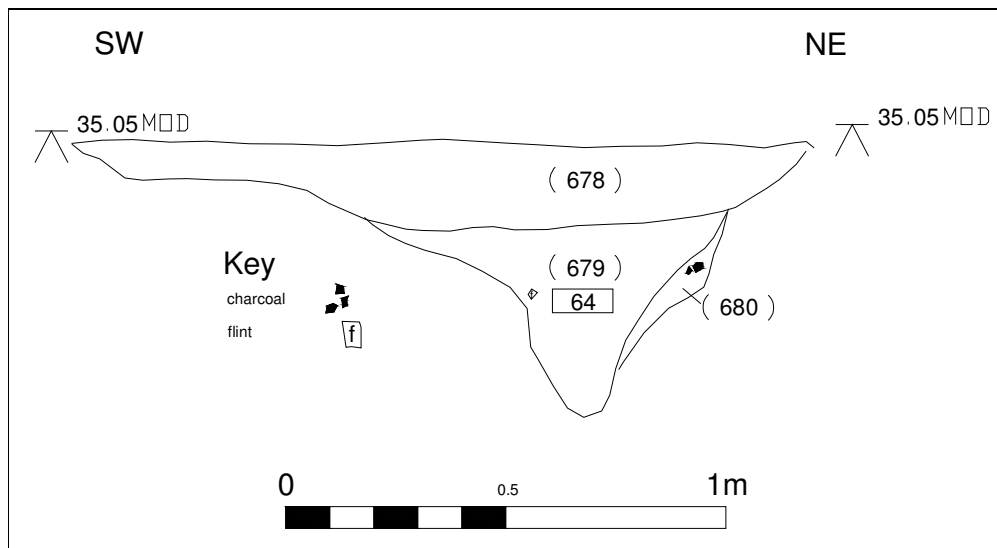 SW NE
35.05 M□D 35.05 M□D
(678)
(679)
Key
charcoal
64
(680)
flint f
0 0.5 1m